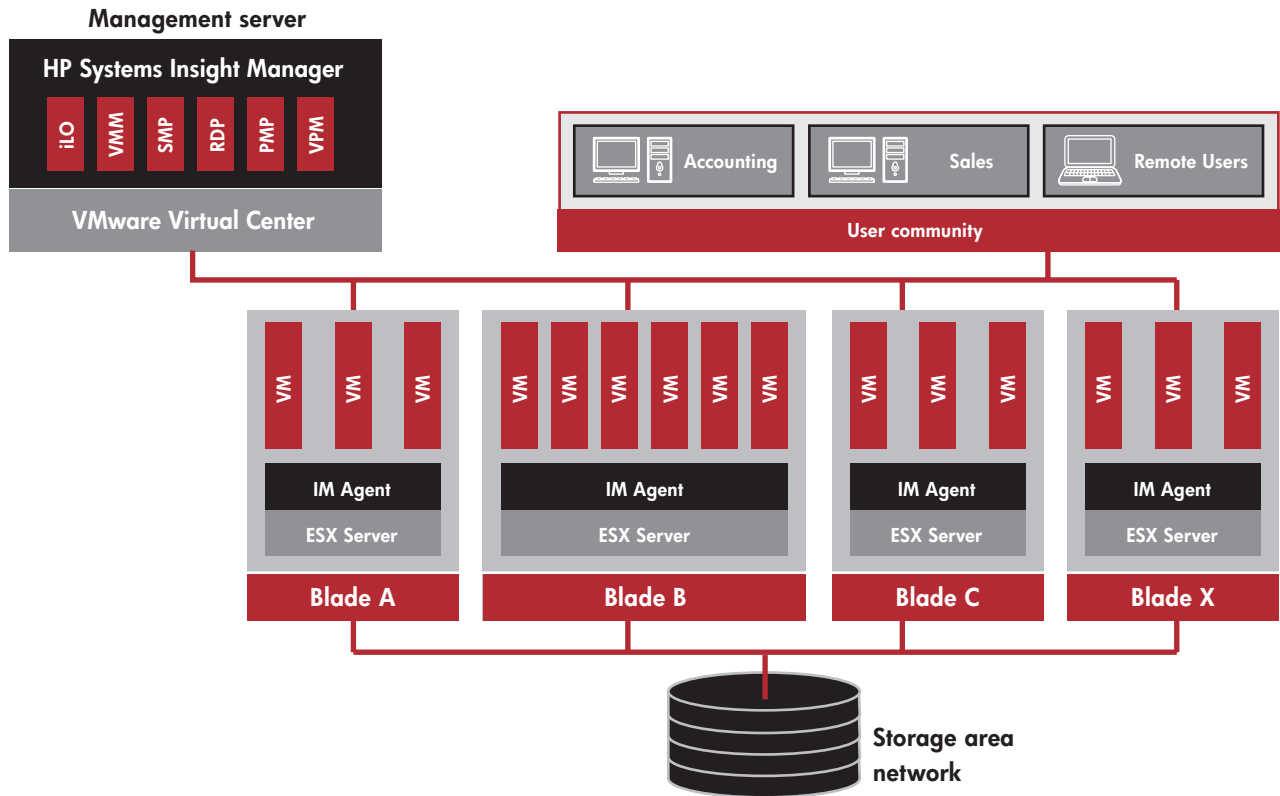 Management server
HP Systems Insight Manager
iLO
VMM
SMP
RDP
PMP
VPM
VMware Virtual Center
Accounting
Sales
Remote Users
User community
VM
VM
VM
IM Agent
ESX Server
Blade A
VM
VM
VM
VM
VM
VM
IM Agent
ESX Server
Blade B
VM
VM
VM
IM Agent
ESX Server
Blade C
VM
VM
VM
IM Agent
ESX Server
Blade X
Storage area
network